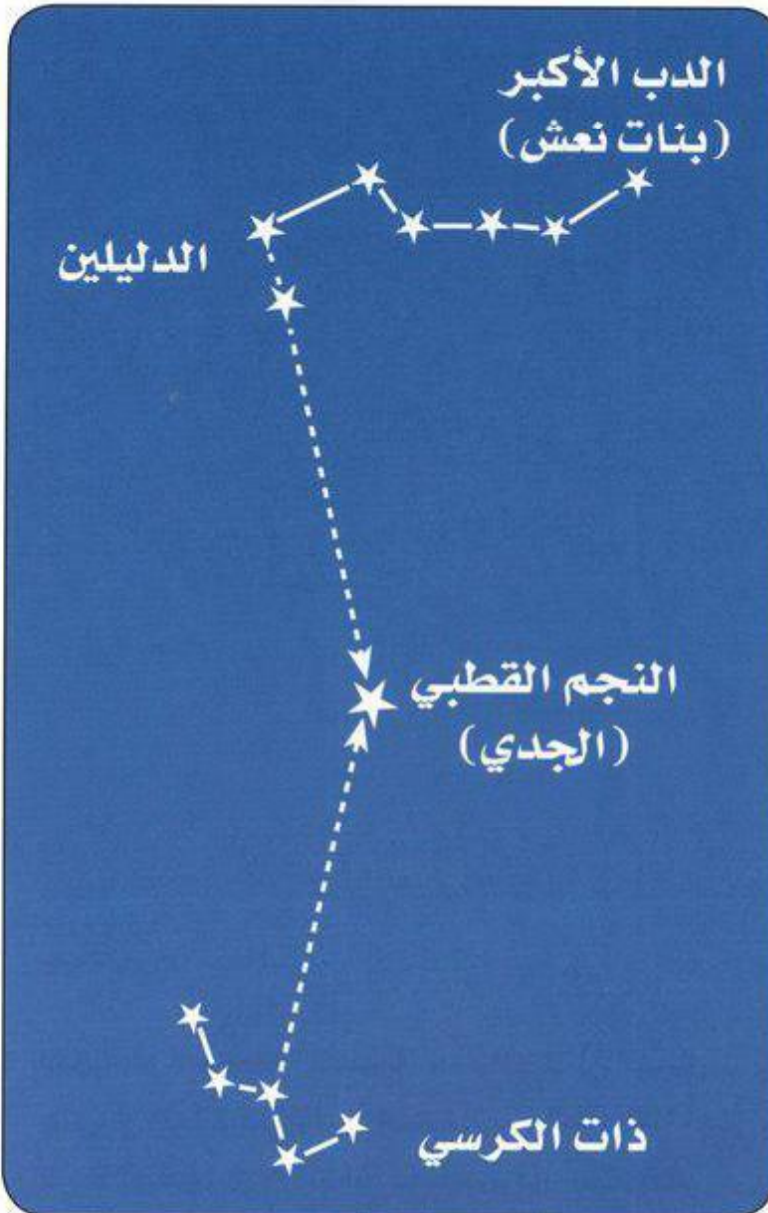 الدب الأكبر
(بنات نعش)
الدليلين
النجم القطبي
(الجدي)
ذات الكرسي